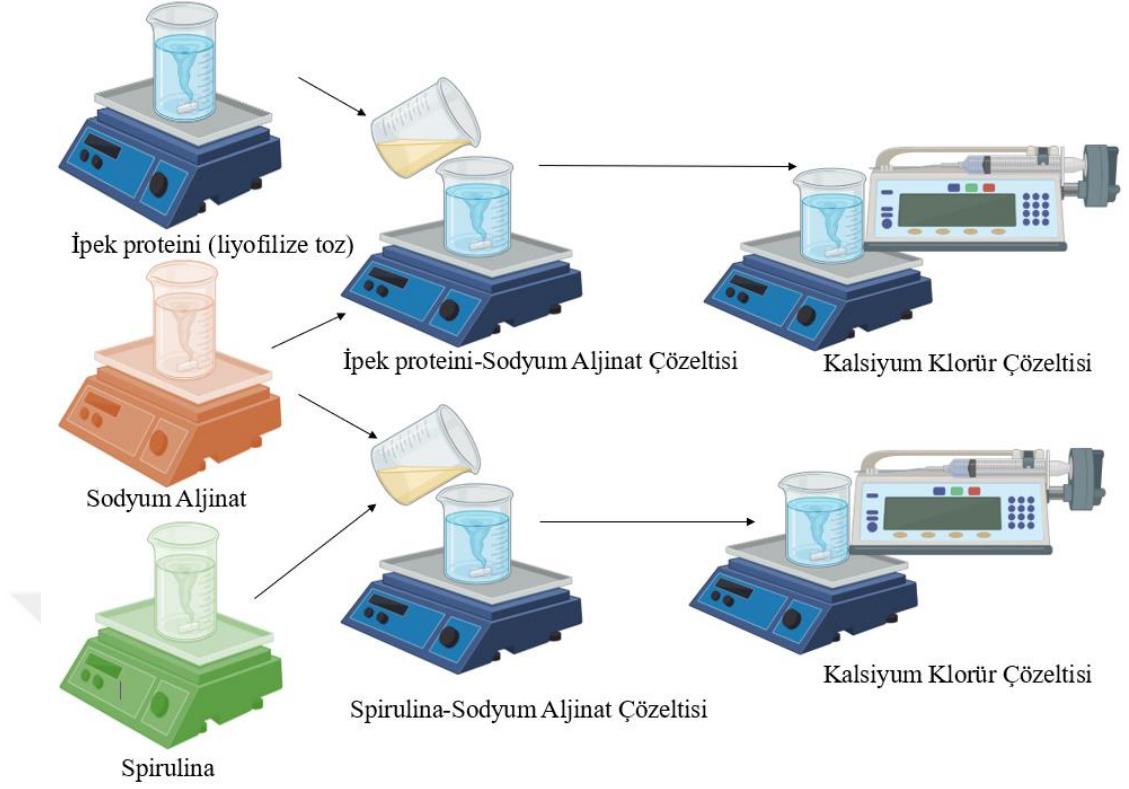 İpek proteini (liyofilize toz)
İpek proteini-Sodyum Aljinat Çözeltisi
Kalsiyum Klorür Çözeltisi
Sodyum Aljinat
Kalsiyum Klorür Çözeltisi
Spirulina-Sodyum Aljinat Çözeltisi
Spirulina